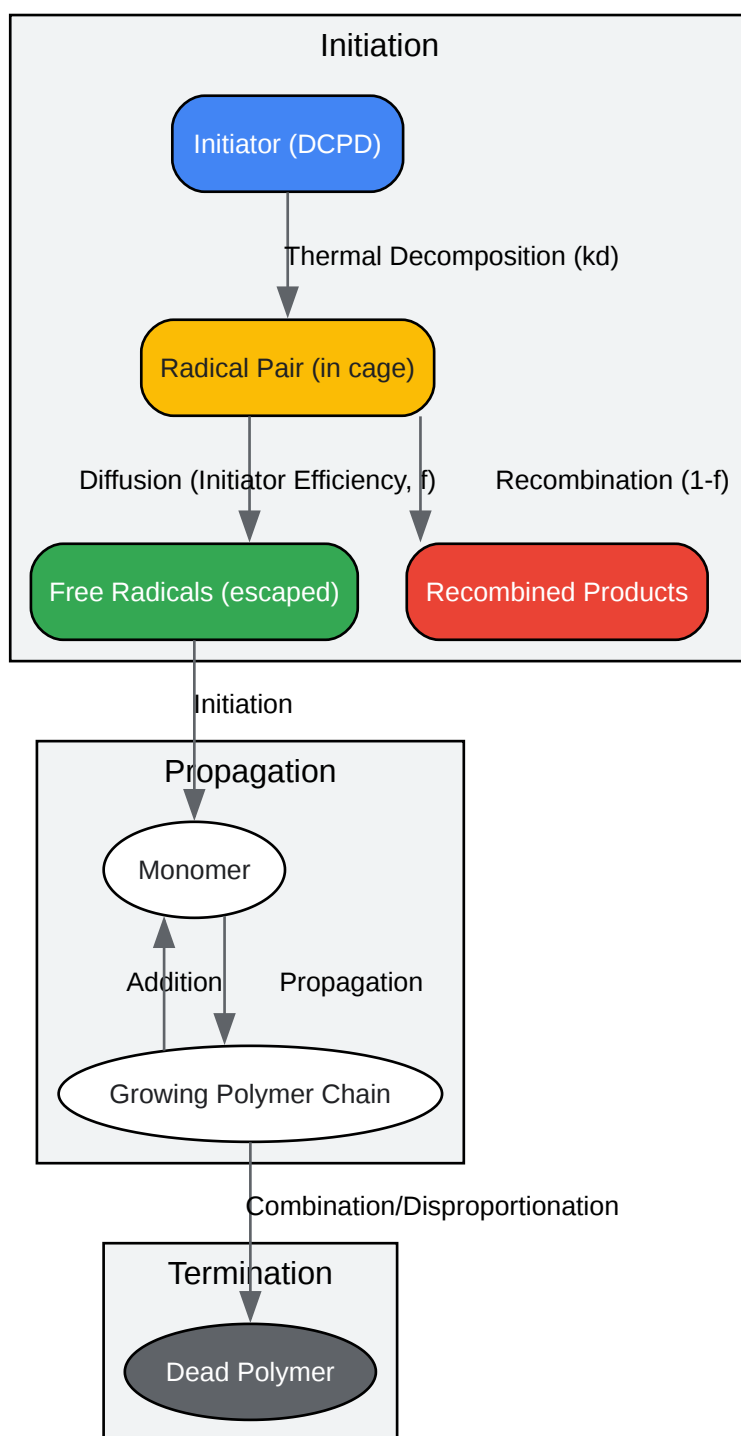 Initiation
Initiator (DCPD)
Thermal Decomposition (kd)
Radical Pair (in cage)
Diffusion (Initiator Efficiency, f)
Recombination (1-f)
Free Radicals (escaped)
Recombined Products
Initiation
Propagation
Monomer
Addition
Propagation
Growing Polymer Chain
Combination/Disproportionation
Termination
Dead Polymer